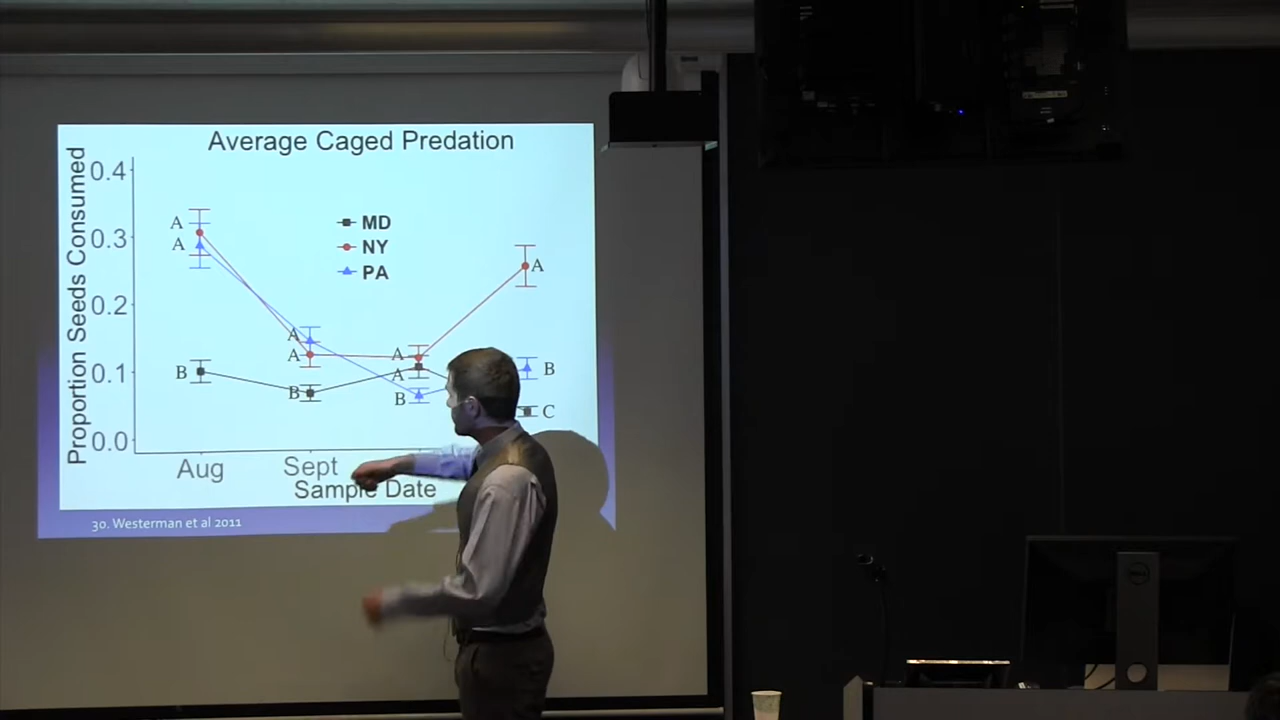 Average Caged Predation
Proportion Seeds Consumed
0.4
0.3
0.2
0.1
0.0
A
A
B
A
A
B
A
A
B
A
B
C
MD
NY
PA
Aug
Sept
Sample Date
30. Westerman et al 2011
DELL